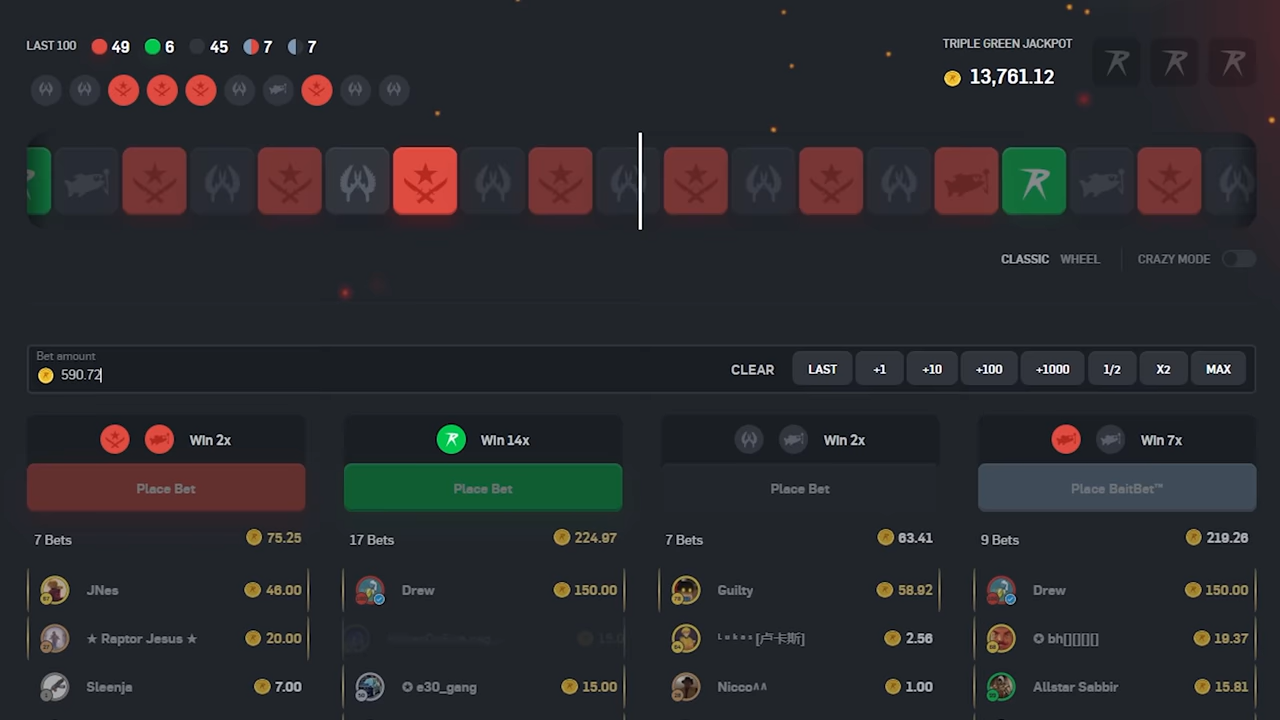 LAST 100 49 6 45 7 7
TRIPLE GREEN JACKPOT
13,761.12
CLASSIC WHEEL CRAZY MODE
Bet amount
590.72
CLEAR LAST +1 +10 +100 +1000 1/2 X2 MAX
Win 2x Win 14x Win 2x Win 7x
Place Bet Place Bet Place Bet Place BaitBet™
7 Bets 75.25 17 Bets 224.97 7 Bets 63.41 9 Bets 219.26
JNes 46.00 Drew 150.00 Guilty 58.92 Drew 150.00
★ Raptor Jesus ★ 20.00 ᴸᵘᵏᵃˢ [卢卡斯] 2.56 ✪ bh[][][][] 19.37
Sleenja 7.00 ✪ e30_gang 15.00 Nicco^^ 1.00 Allstar Sabbir 15.81